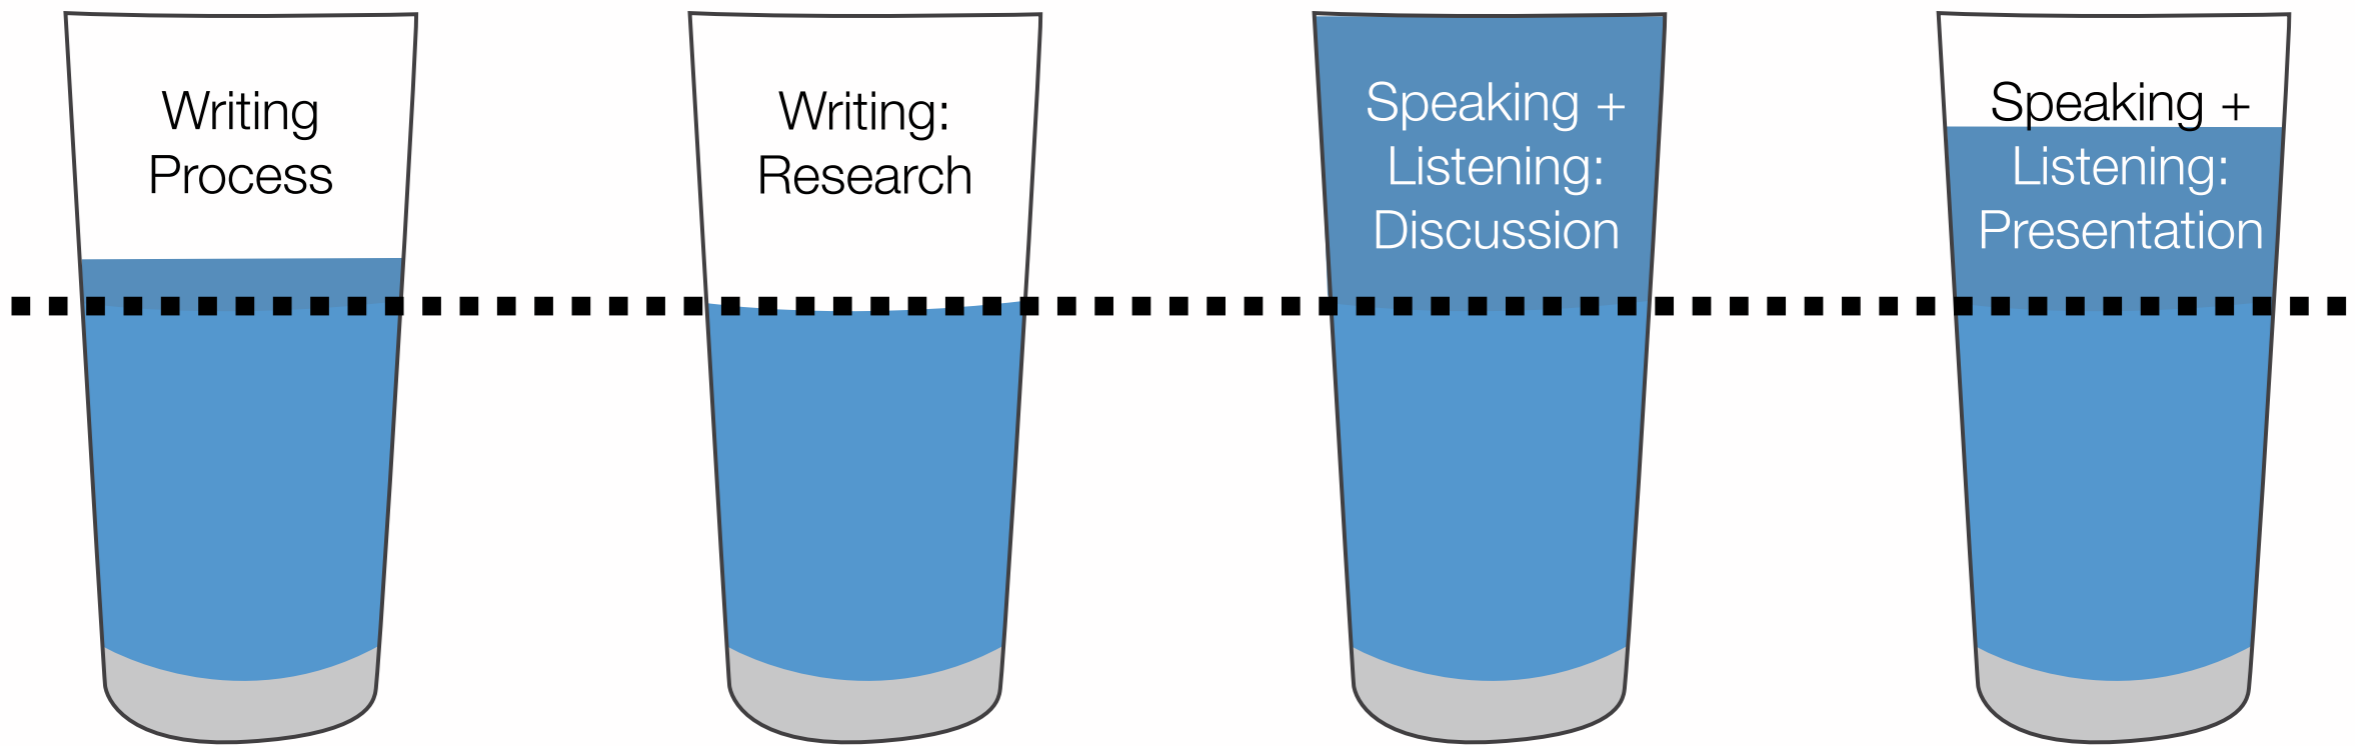 Writing
Process
Writing:
Research
Speaking +
Listening:
Discussion
Speaking +
Listening:
Presentation